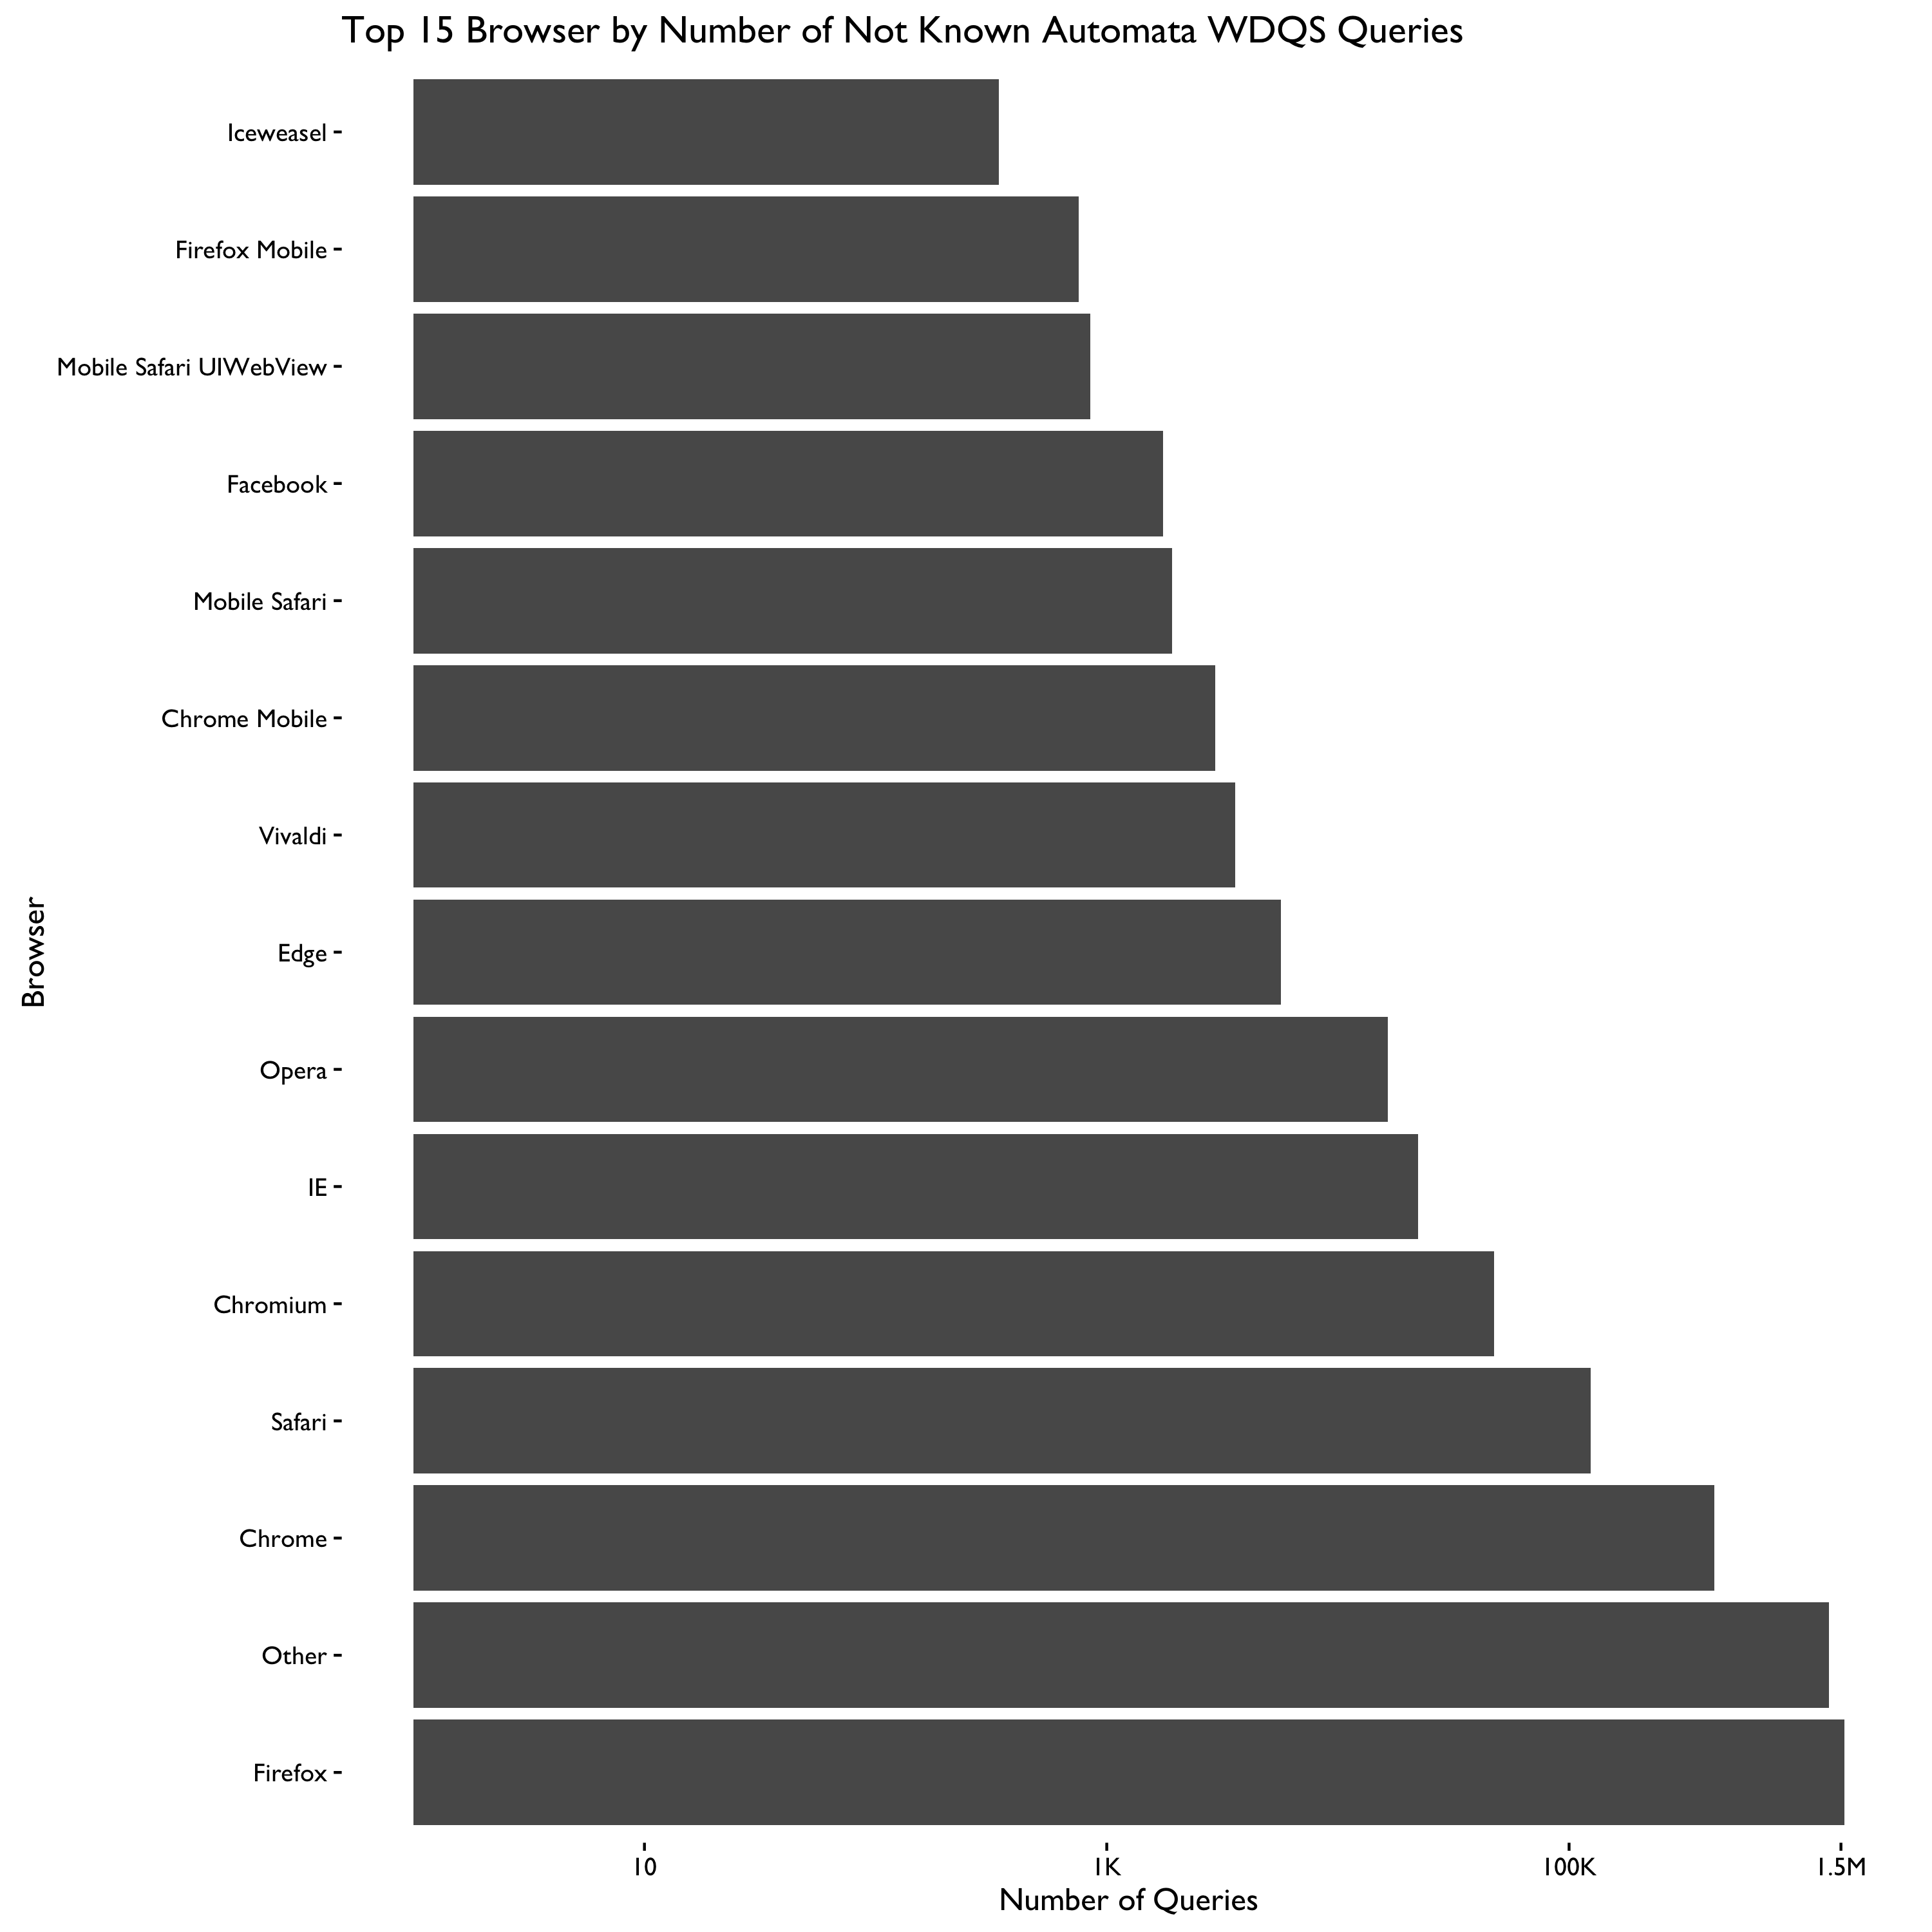 Top 15 Browser by Number of Not Known Automata WDQS Queries
Iceweasel
Firefox Mobile
Mobile Safari UIWebView
Facebook
Mobile Safari
Chrome Mobile
Vivaldi
Edge
Opera
IE
Chromium
Safari
Chrome
Other
Firefox
Browser
10 1K 100K 1.5M
Number of Queries